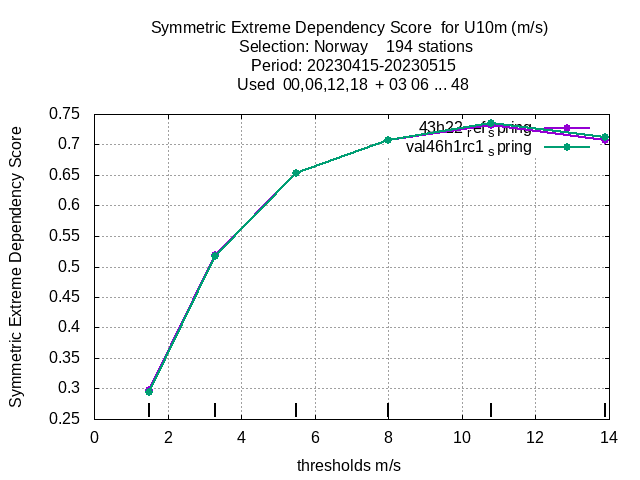 Symmetric Extreme Dependency Score for U10m (m/s)
Selection: Norway 194 stations
Period: 20230415-20230515
Used 00,06,12,18 + 03 06 ... 48
43h22_ref_spring
val46h1rc1_spring
Symmetric Extreme Dependency Score
0.75
0.7
0.65
0.6
0.55
0.5
0.45
0.4
0.35
0.3
0.25
0 2 4 6 8 10 12 14
thresholds m/s